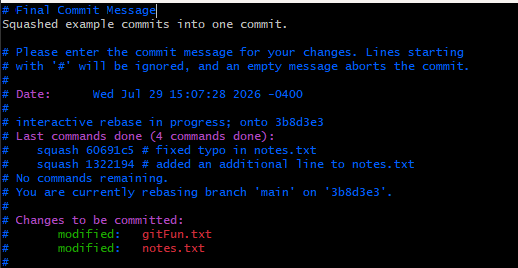 # Final Commit Message
Squashed example commits into one commit.

# Please enter the commit message for your changes. Lines starting
# with '#' will be ignored, and an empty message aborts the commit.
#
# Date:      Wed Jul 29 15:07:28 2026 -0400
#
# interactive rebase in progress; onto 3b8d3e3
# Last commands done (4 commands done):
#    squash 60691c5 # fixed typo in notes.txt
#    squash 1322194 # added an additional line to notes.txt
# No commands remaining.
# You are currently rebasing branch 'main' on '3b8d3e3'.
#
# Changes to be committed:
#       modified:   gitFun.txt
#       modified:   notes.txt
#